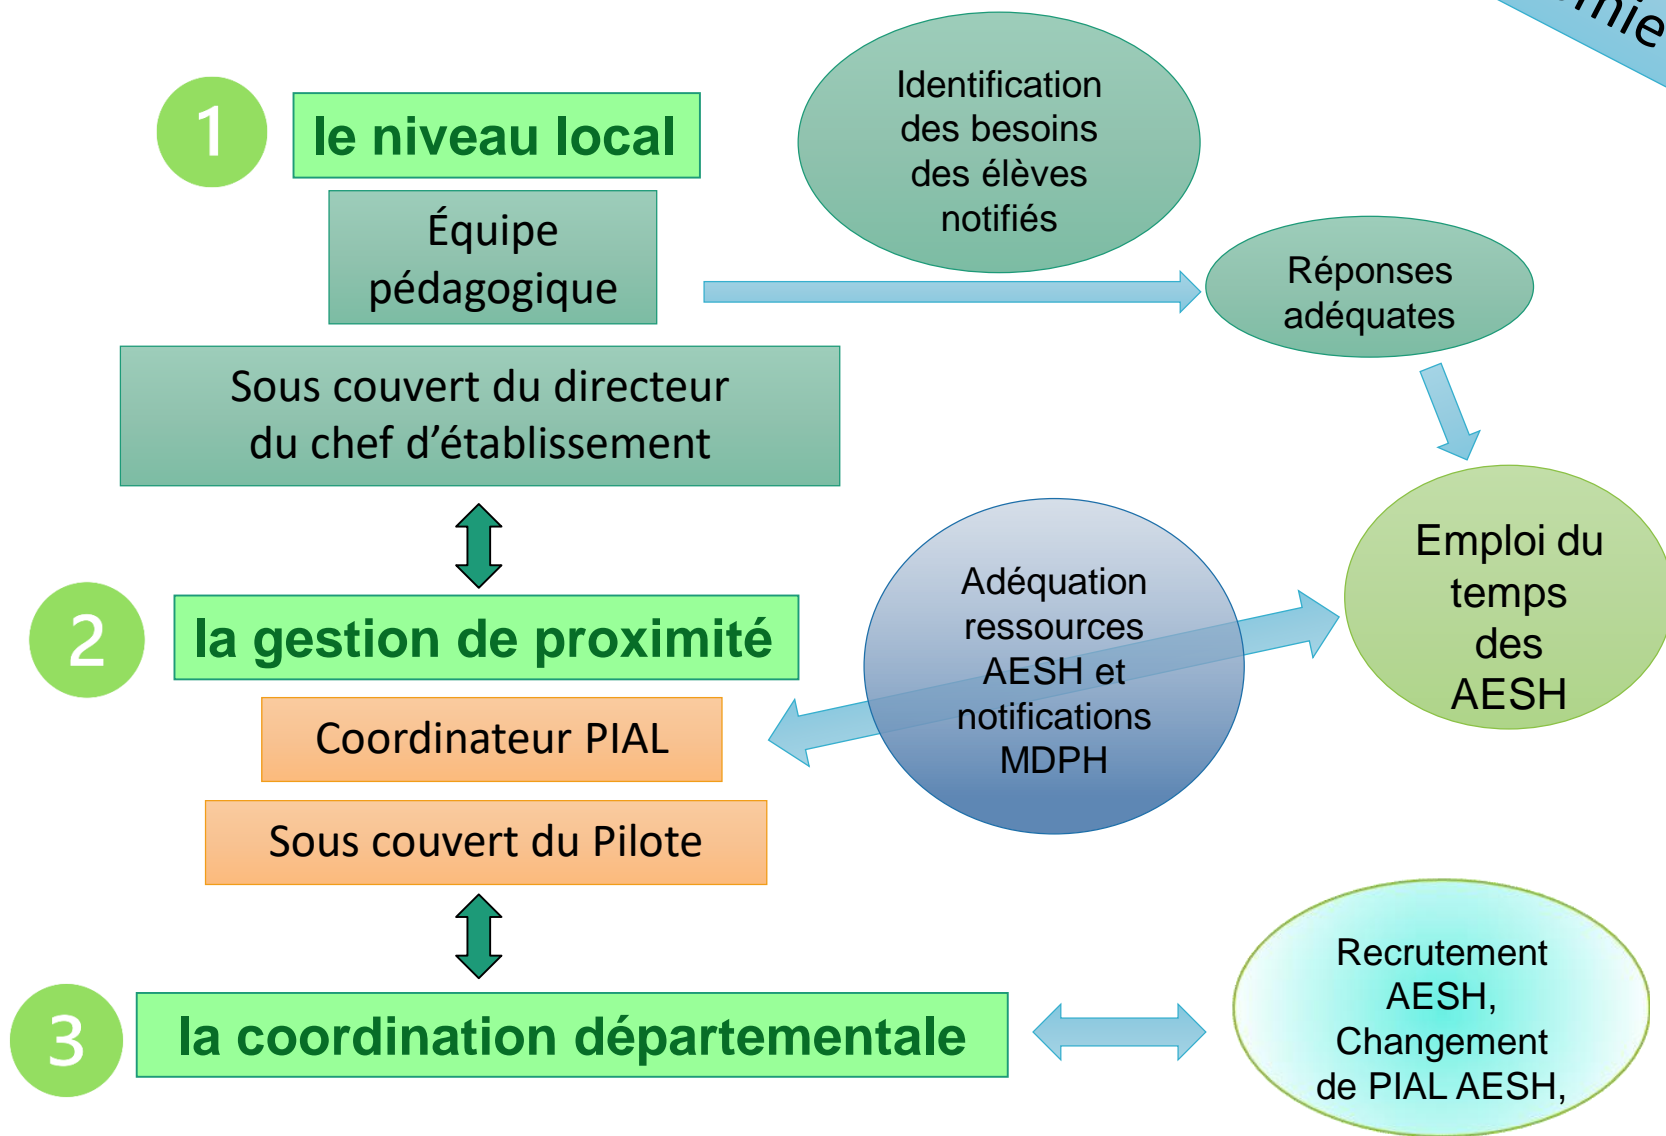 1
le niveau local
Équipe
pédagogique
Sous couvert du directeur
du chef d’établissement
Identification
des besoins
des élèves
notifiés
Réponses
adéquates
Emploi du
temps
des
AESH
2
la gestion de proximité
Coordinateur PIAL
Sous couvert du Pilote
Adéquation
ressources
AESH et
notifications
MDPH
3
la coordination départementale
Recrutement
AESH,
Changement
de PIAL AESH,